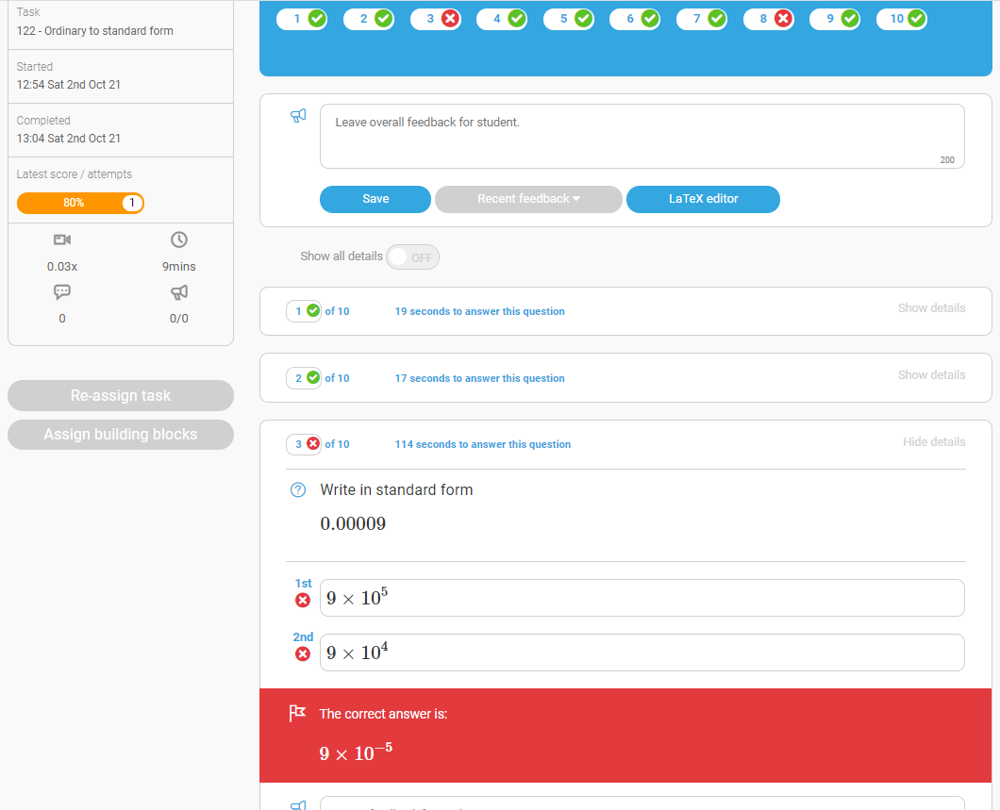 Task
122 - Ordinary to standard form
Started
12:54 Sat 2nd Oct 21
Completed
13:04 Sat 2nd Oct 21
Latest score / attempts
80% 1
0.03x 9mins
0 0/0
Re-assign task
Assign building blocks
1 2 3 4 5 6 7 8 9 10
Leave overall feedback for student.
200
Save Recent feedback LaTeX editor
Show all details OFF
1 of 10 19 seconds to answer this question Show details
2 of 10 17 seconds to answer this question Show details
3 of 10 114 seconds to answer this question Hide details
Write in standard form
0.00009
1st
9 × 10⁵
2nd
9 × 10⁴
The correct answer is:
9 × 10⁻⁵